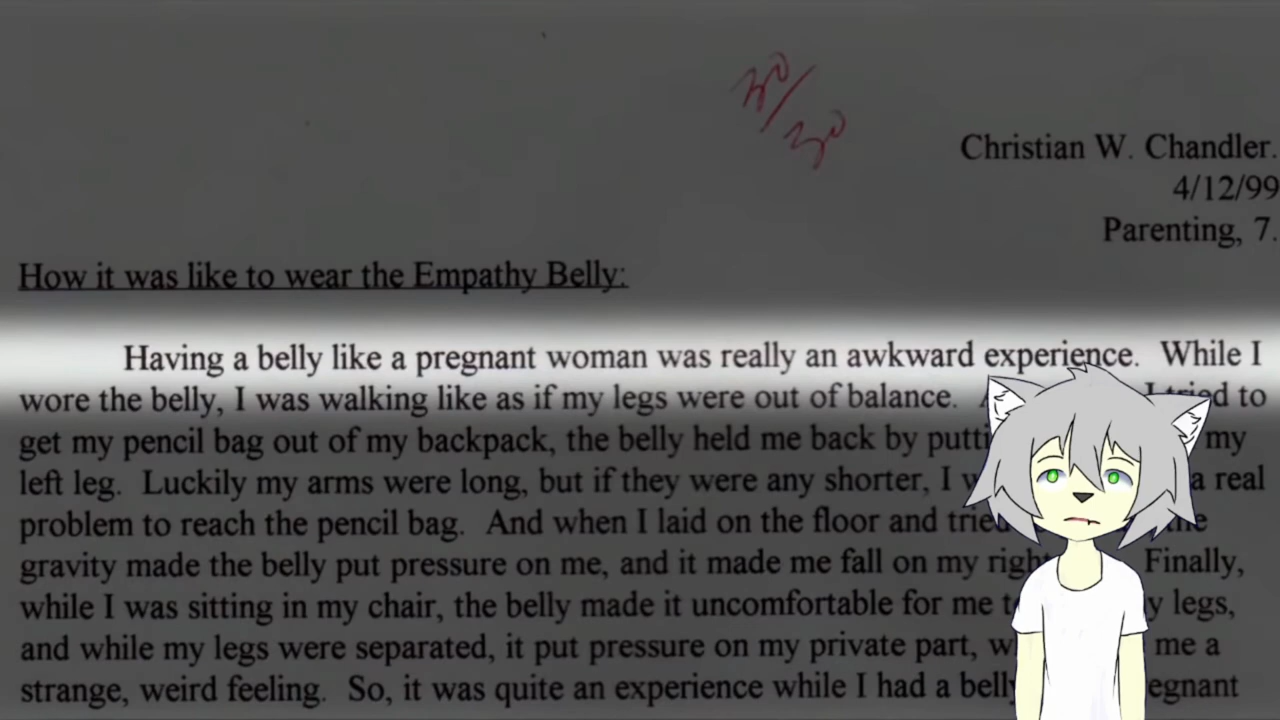 30/30
Christian W. Chandler.
4/12/99
Parenting, 7.
How it was like to wear the Empathy Belly:
Having a belly like a pregnant woman was really an awkward experience. While I
wore the belly, I was walking like as if my legs were out of balance. I tried to
get my pencil bag out of my backpack, the belly held me back by my
left leg. Luckily my arms were long, but if they were any shorter, I a real
problem to reach the pencil bag. And when I laid on the floor and tried
gravity made the belly put pressure on me, and it made me fall on my Finally,
while I was sitting in my chair, the belly made it uncomfortable for me legs,
and while my legs were separated, it put pressure on my private part, me a
strange, weird feeling. So, it was quite an experience while I had a belly